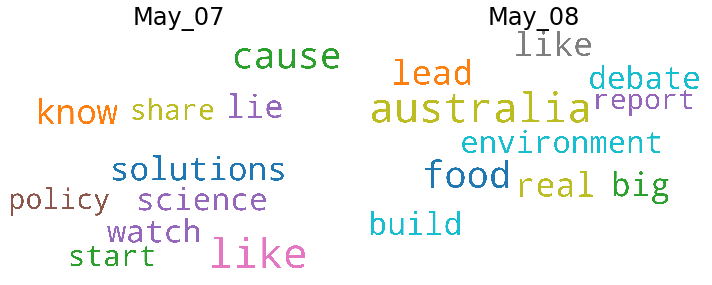 May_07
cause
know share lie
solutions
policy science
watch
start like
May_08
like
lead debate
australia report
environment
food real big
build